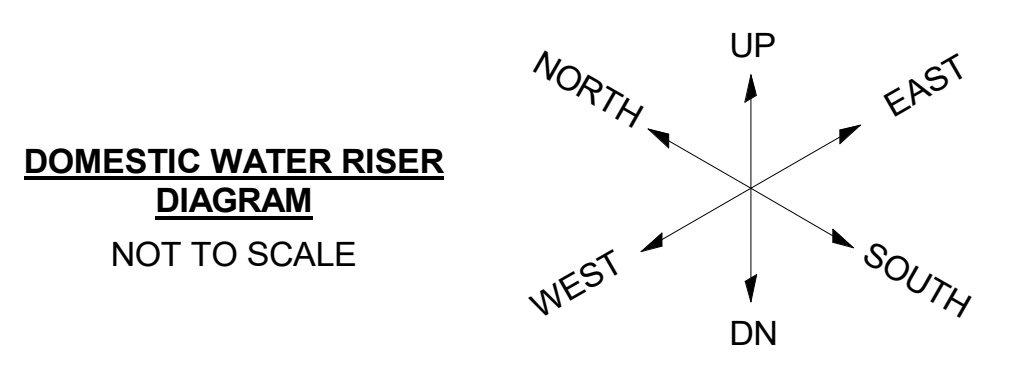 DOMESTIC WATER RISER
DIAGRAM
NOT TO SCALE
UP
NORTH
EAST
WEST
SOUTH
DN